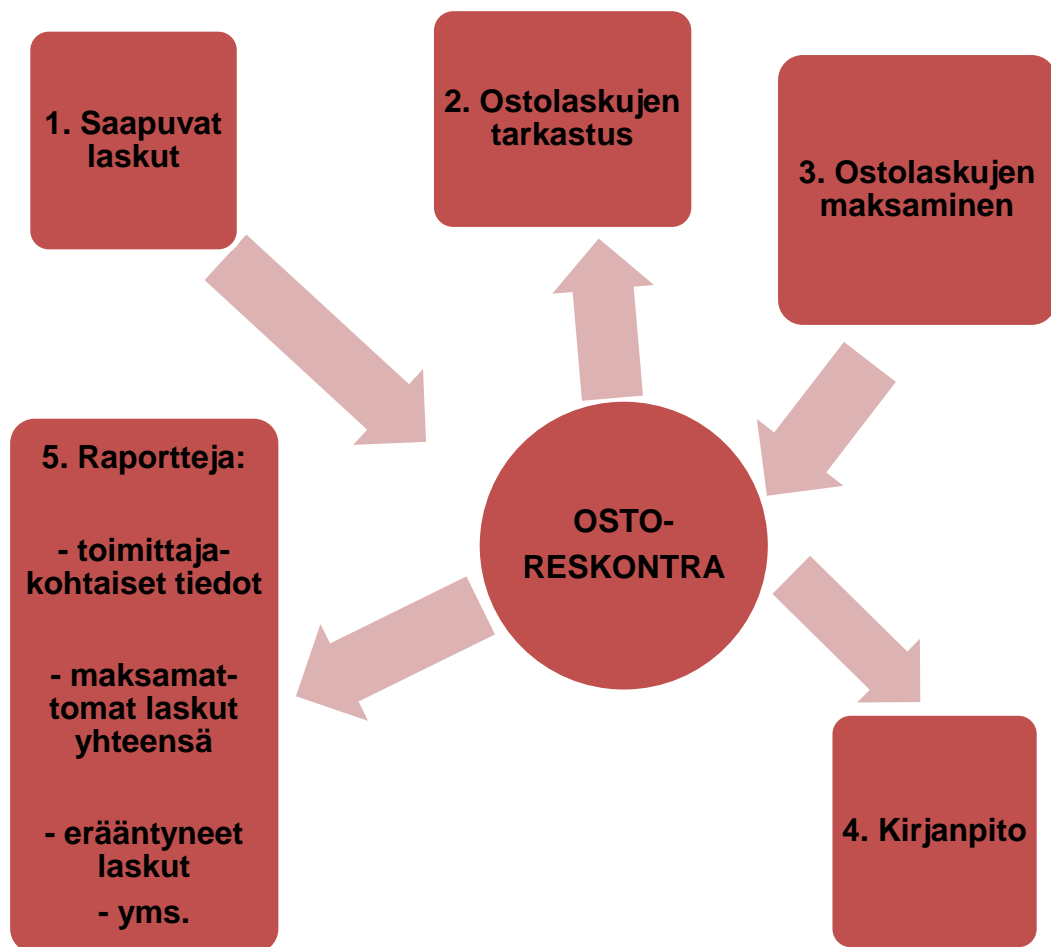 1. Saapuvat
laskut
2. Ostolaskujen
tarkastus
3. Ostolaskujen
maksaminen
OSTO-
RESKONTRA
4. Kirjanpito
5. Raportteja:
- toimittaja-
kohtaiset tiedot
- maksamat-
tomat laskut
yhteensä
- erääntyneet
laskut
- yms.